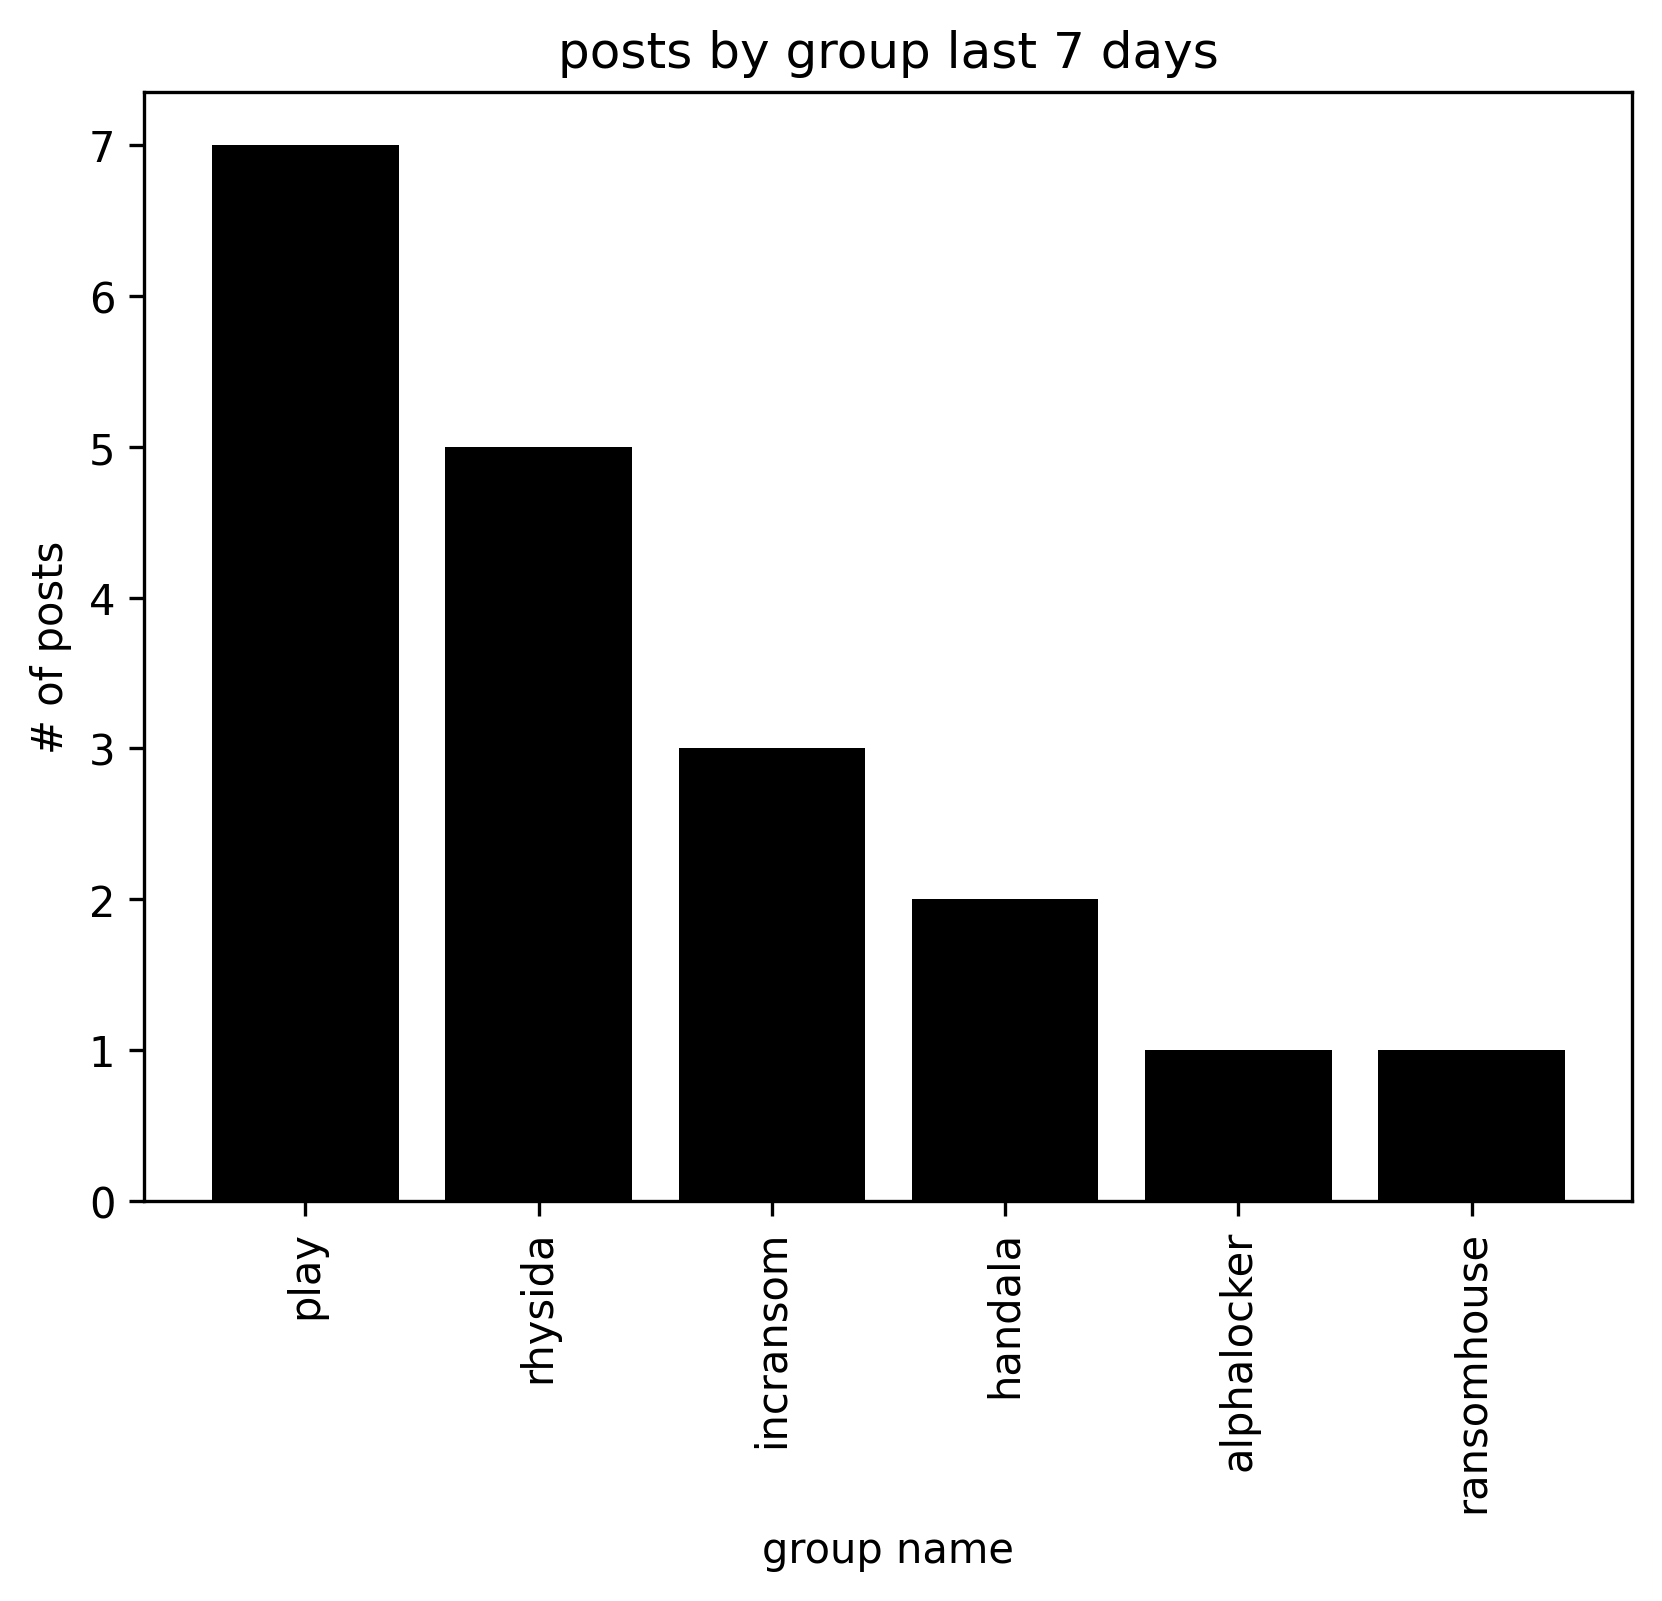 posts by group last 7 days
# of posts
7
6
5
4
3
2
1
0
play
rhysida
incransom
handala
alphalocker
ransomhouse
group name